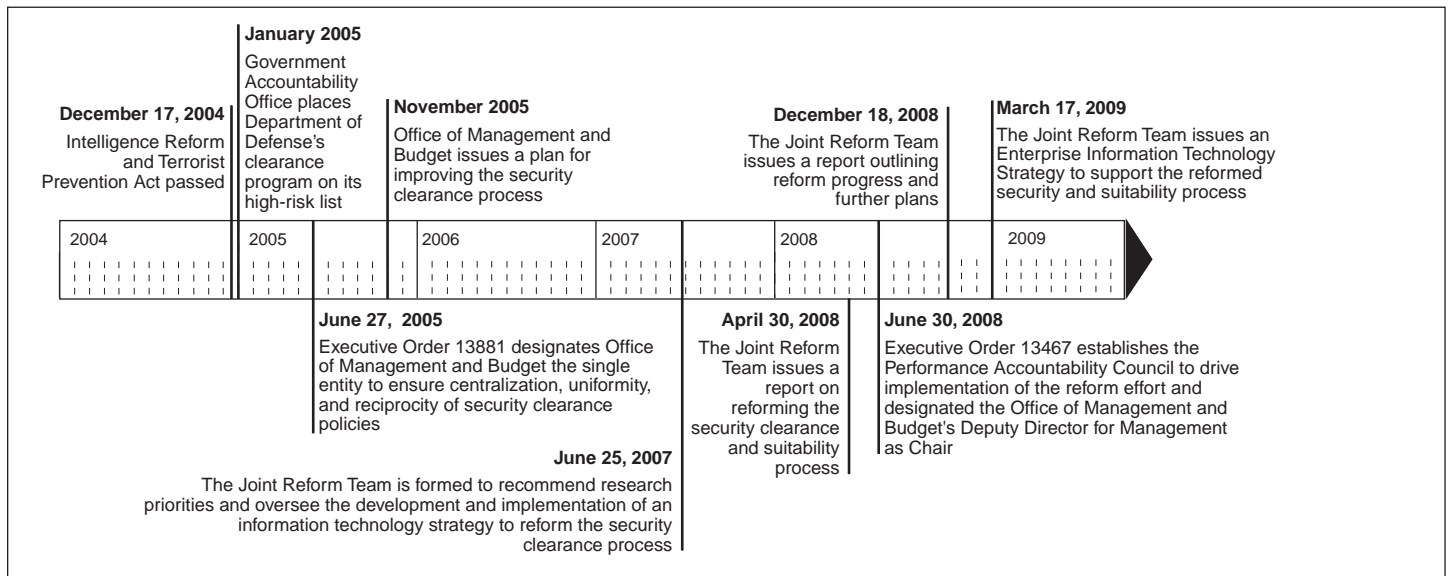 January 2005
Government
Accountability
Office places
Department of
Defense's
clearance
program on its
high-risk list
December 17, 2004
Intelligence Reform
and Terrorist
Prevention Act passed
November 2005
Office of Management and
Budget issues a plan for
improving the security
clearance process
December 18, 2008
The Joint Reform Team
issues a report outlining
reform progress and
further plans
March 17, 2009
The Joint Reform Team issues an
Enterprise Information Technology
Strategy to support the reformed
security and suitability process
2004
2005
2006
2007
2008
2009
June 27, 2005
Executive Order 13881 designates Office
of Management and Budget the single
entity to ensure centralization, uniformity,
and reciprocity of security clearance
policies
June 25, 2007
The Joint Reform Team is formed to recommend research
priorities and oversee the development and implementation of an
information technology strategy to reform the security
clearance process
April 30, 2008
The Joint Reform
Team issues a
report on
reforming the
security clearance
and suitability
process
June 30, 2008
Executive Order 13467 establishes the
Performance Accountability Council to drive
implementation of the reform effort and
designated the Office of Management and
Budget's Deputy Director for Management
as Chair